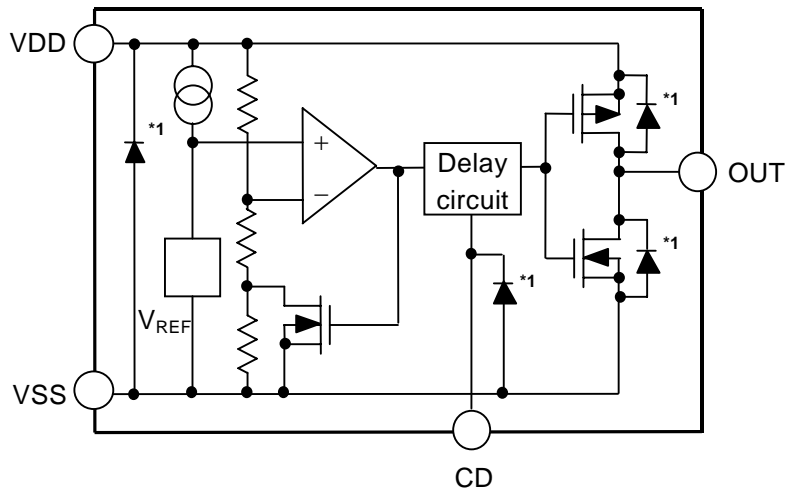 VDD
*1
*1
+
−
Delay
circuit
OUT
*1
*1
VREF
VSS
CD